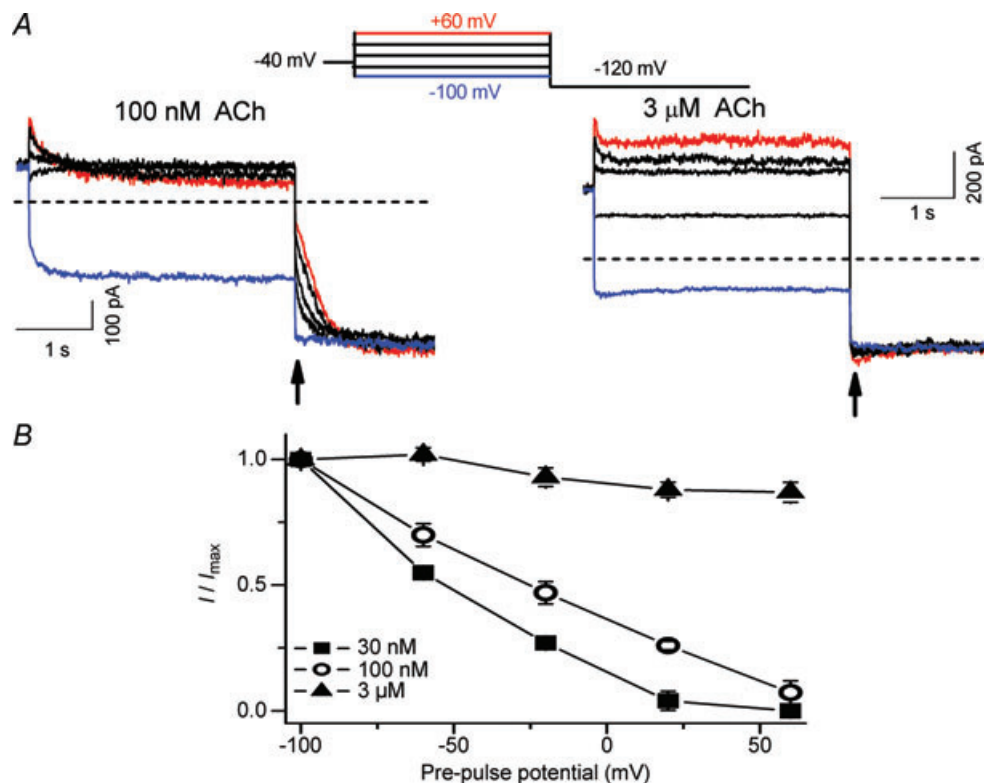 A
+60 mV
-40 mV
-120 mV
-100 mV
100 nM ACh
3 μM ACh
100 pA
1 s
200 pA
1 s
B
I / Imax
1.0
0.5
0.0
30 nM
100 nM
3 μM
-100
-50
0
50
Pre-pulse potential (mV)